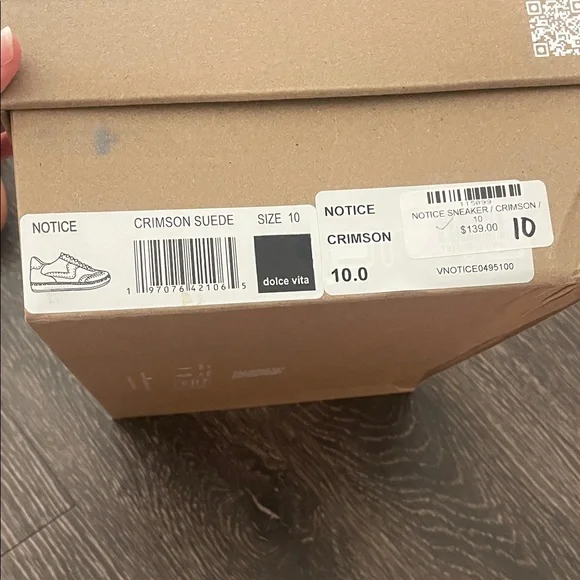 NOTICE
CRIMSON SUEDE
SIZE 10
1 97076 42106 5
dolce vita
NOTICE
CRIMSON
10.0
VNOTICE0495100
115099
NOTICE SNEAKER / CRIMSON /
10
$139.00
10